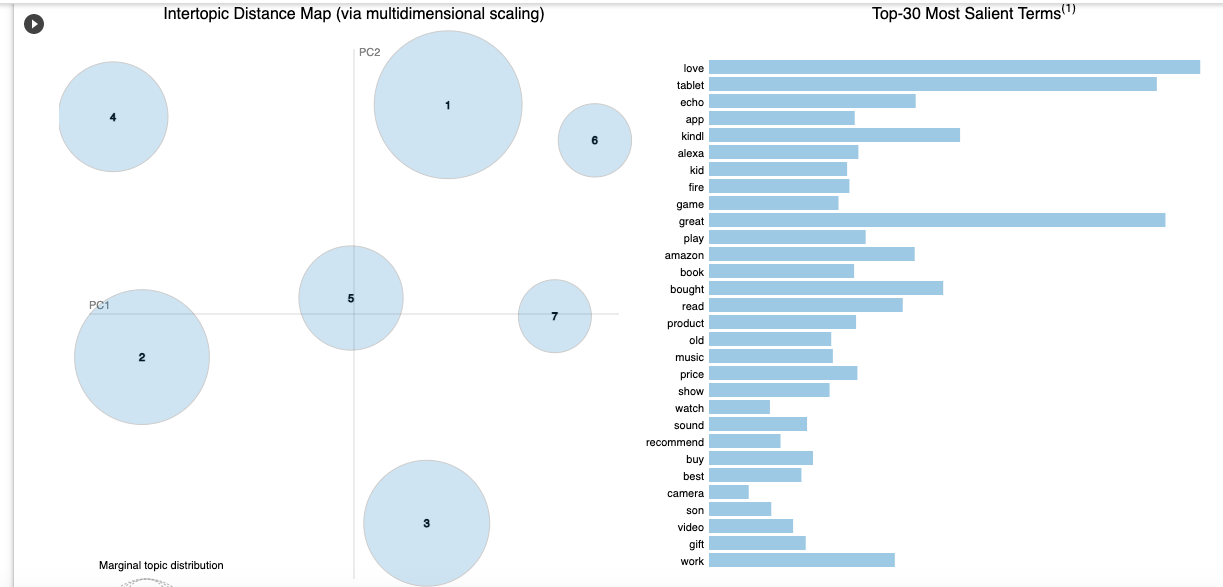 Intertopic Distance Map (via multidimensional scaling)
PC2
1
4
6
5
PC1
7
2
3
Marginal topic distribution
Top-30 Most Salient Terms(1)
love
tablet
echo
app
kindl
alexa
kid
fire
game
great
play
amazon
book
bought
read
product
old
music
price
show
watch
sound
recommend
buy
best
camera
son
video
gift
work